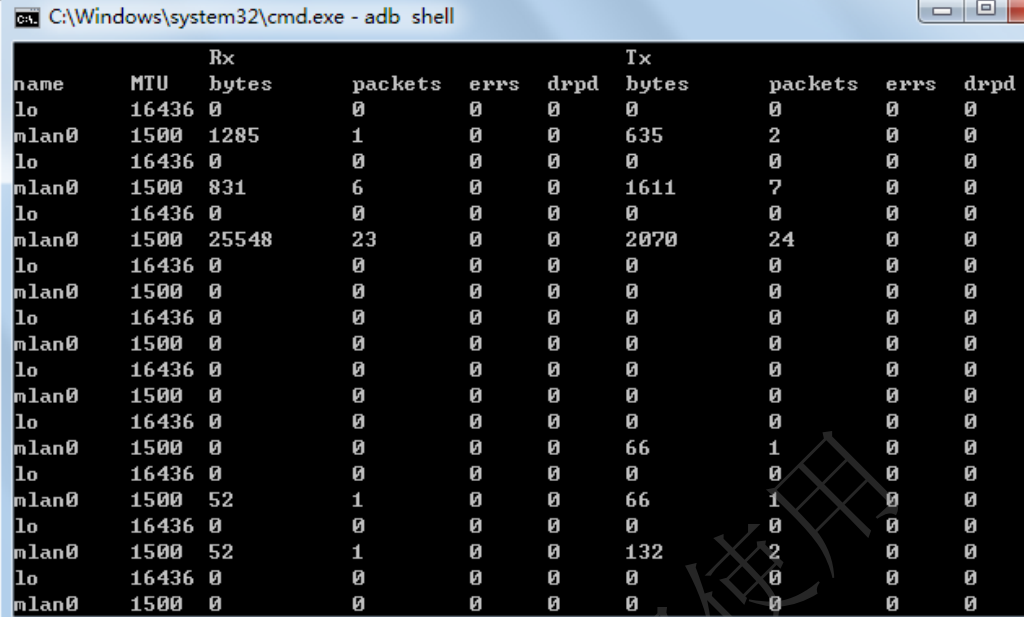 C:\Windows\system32\cmd.exe - adb shell
Rx Tx
name MTU bytes packets errs drpd bytes packets errs drpd
lo 16436 0 0 0 0 0 0 0 0
mlan0 1500 1285 1 0 0 635 2 0 0
lo 16436 0 0 0 0 0 0 0 0
mlan0 1500 831 6 0 0 1611 7 0 0
lo 16436 0 0 0 0 0 0 0 0
mlan0 1500 25548 23 0 0 2070 24 0 0
lo 16436 0 0 0 0 0 0 0 0
mlan0 1500 0 0 0 0 0 0 0 0
lo 16436 0 0 0 0 0 0 0 0
mlan0 1500 0 0 0 0 0 0 0 0
lo 16436 0 0 0 0 0 0 0 0
mlan0 1500 0 0 0 0 0 0 0 0
lo 16436 0 0 0 0 0 0 0 0
mlan0 1500 0 0 0 0 66 1 0 0
lo 16436 0 0 0 0 0 0 0 0
mlan0 1500 52 1 0 0 66 1 0 0
lo 16436 0 0 0 0 0 0 0 0
mlan0 1500 52 1 0 0 132 2 0 0
lo 16436 0 0 0 0 0 0 0 0
mlan0 1500 0 0 0 0 0 0 0 0
使用